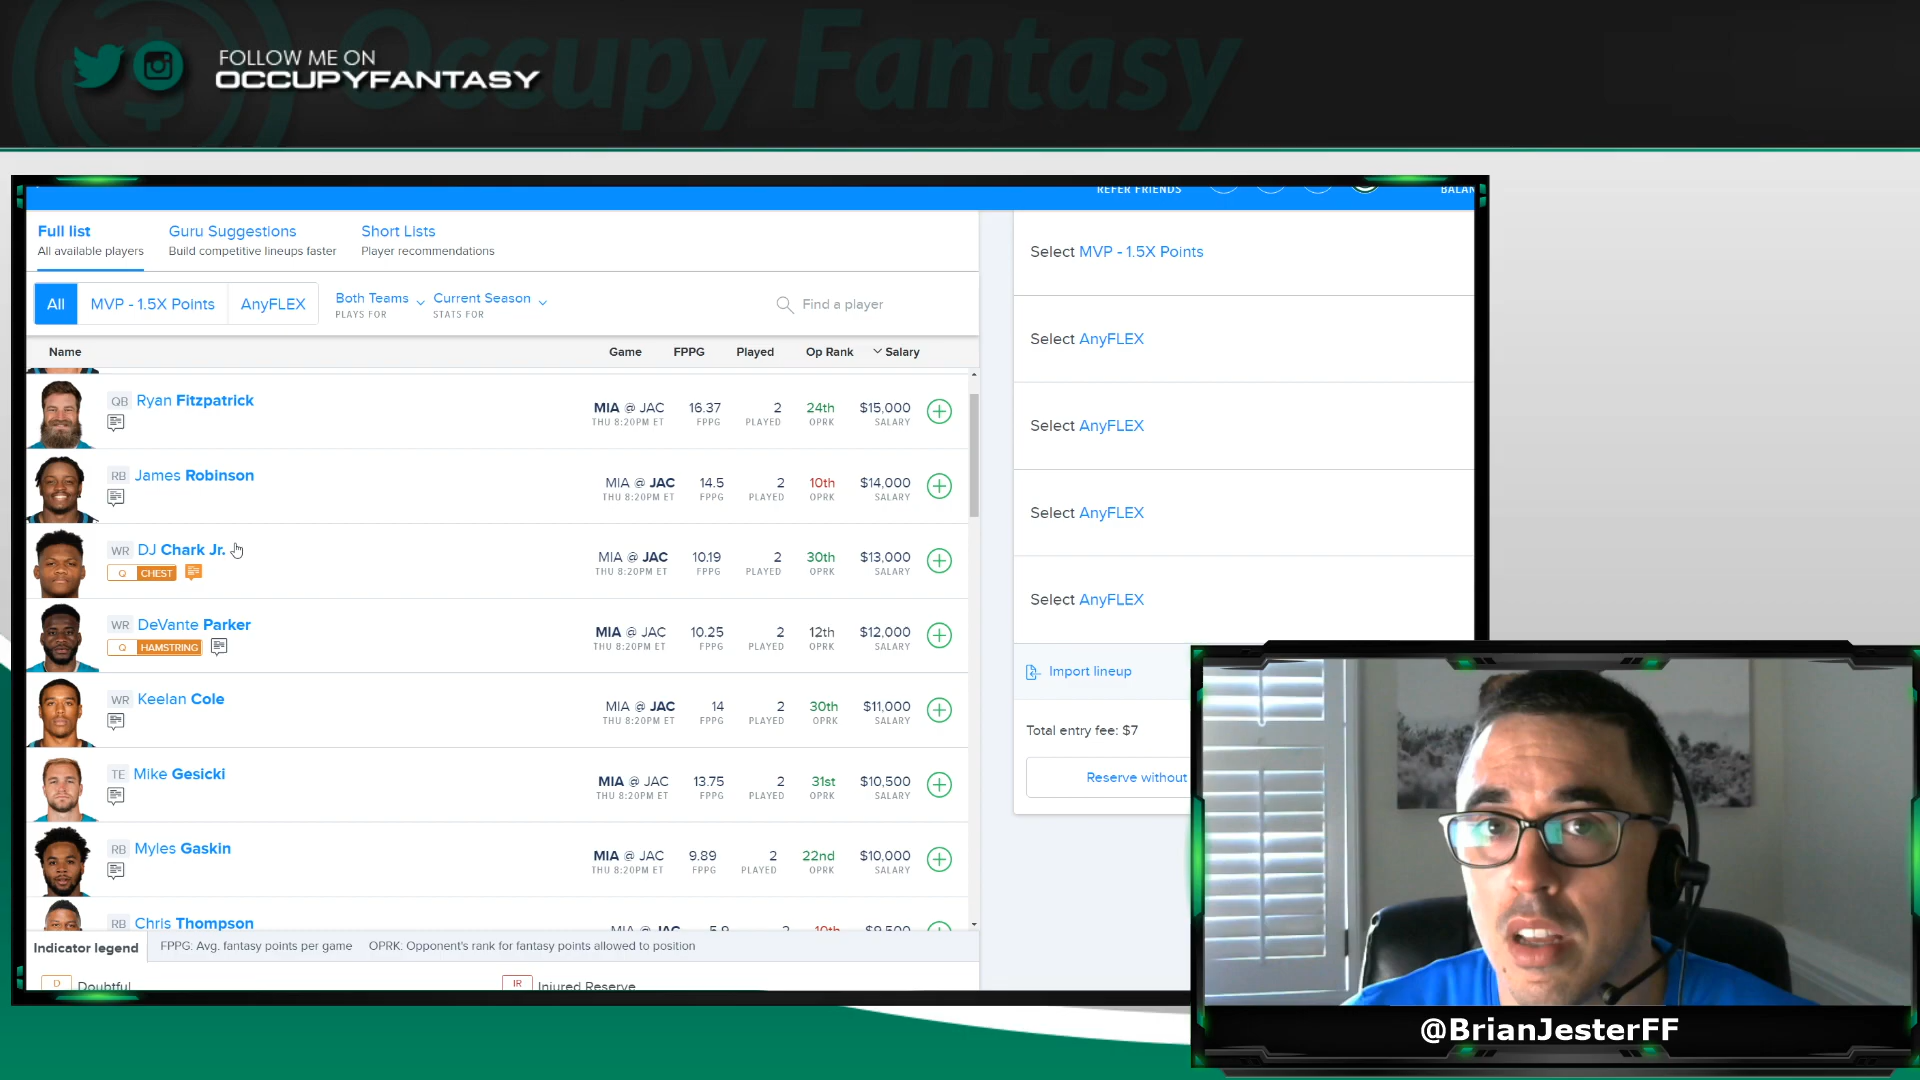 Occupy Fantasy
FOLLOW ME ON
OCCUPYFANTASY
REFER FRIENDS
Full list
All available players
Guru Suggestions
Build competitive lineups faster
Short Lists
Player recommendations
All
MVP - 1.5X Points
AnyFLEX
Both Teams
PLAYS FOR
Current Season
STATS FOR
Find a player
Name Game FPPG Played Op Rank Salary
QB Ryan Fitzpatrick
MIA @ JAC 16.37 2 24th $15,000
THU 8:20PM ET FPPG PLAYED OPRK SALARY
RB James Robinson
MIA @ JAC 14.5 2 10th $14,000
THU 8:20PM ET FPPG PLAYED OPRK SALARY
WR DJ Chark Jr.
Q CHEST
MIA @ JAC 10.19 2 30th $13,000
THU 8:20PM ET FPPG PLAYED OPRK SALARY
WR DeVante Parker
Q HAMSTRING
MIA @ JAC 10.25 2 12th $12,000
THU 8:20PM ET FPPG PLAYED OPRK SALARY
WR Keelan Cole
MIA @ JAC 14 2 30th $11,000
THU 8:20PM ET FPPG PLAYED OPRK SALARY
TE Mike Gesicki
MIA @ JAC 13.75 2 31st $10,500
THU 8:20PM ET FPPG PLAYED OPRK SALARY
RB Myles Gaskin
MIA @ JAC 9.89 2 22nd $10,000
THU 8:20PM ET FPPG PLAYED OPRK SALARY
RB Chris Thompson
MIA @ JAC 5.9 2 10th $9,500
Indicator legend
FPPG: Avg. fantasy points per game
OPRK: Opponent's rank for fantasy points allowed to position
D Doubtful
IR Injured Reserve
Select MVP - 1.5X Points
Select AnyFLEX
Select AnyFLEX
Select AnyFLEX
Select AnyFLEX
Import lineup
Total entry fee: $7
Reserve without
@BrianJesterFF